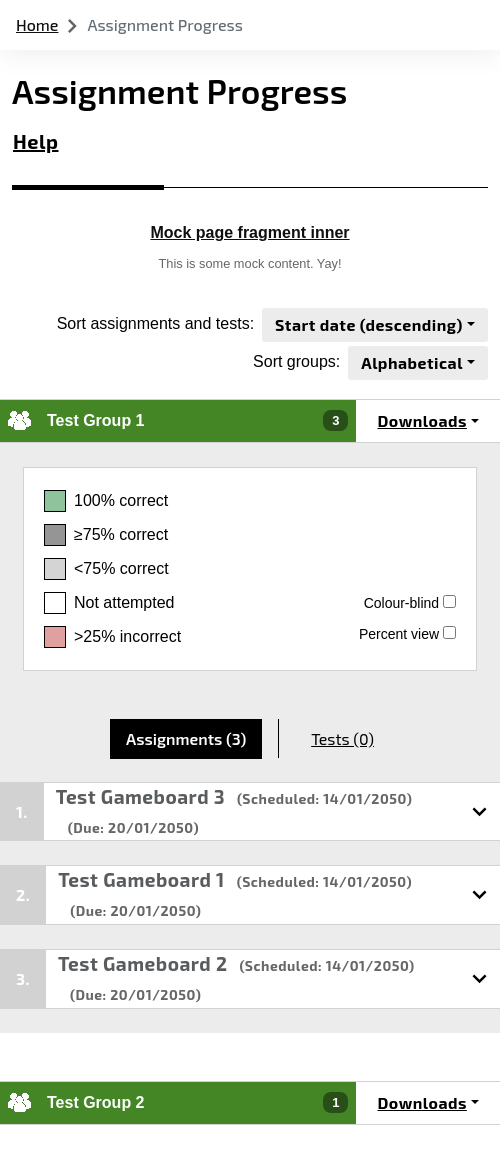 Home Assignment Progress
Assignment Progress
Help
Mock page fragment inner
This is some mock content. Yay!
Sort assignments and tests: Start date (descending)
Sort groups: Alphabetical
Test Group 1 3 Downloads
100% correct
≥75% correct
<75% correct
Not attempted
Colour-blind
>25% incorrect
Percent view
Assignments (3) Tests (0)
1. Test Gameboard 3 (Scheduled: 14/01/2050)
(Due: 20/01/2050)
2. Test Gameboard 1 (Scheduled: 14/01/2050)
(Due: 20/01/2050)
3. Test Gameboard 2 (Scheduled: 14/01/2050)
(Due: 20/01/2050)
Test Group 2 1 Downloads